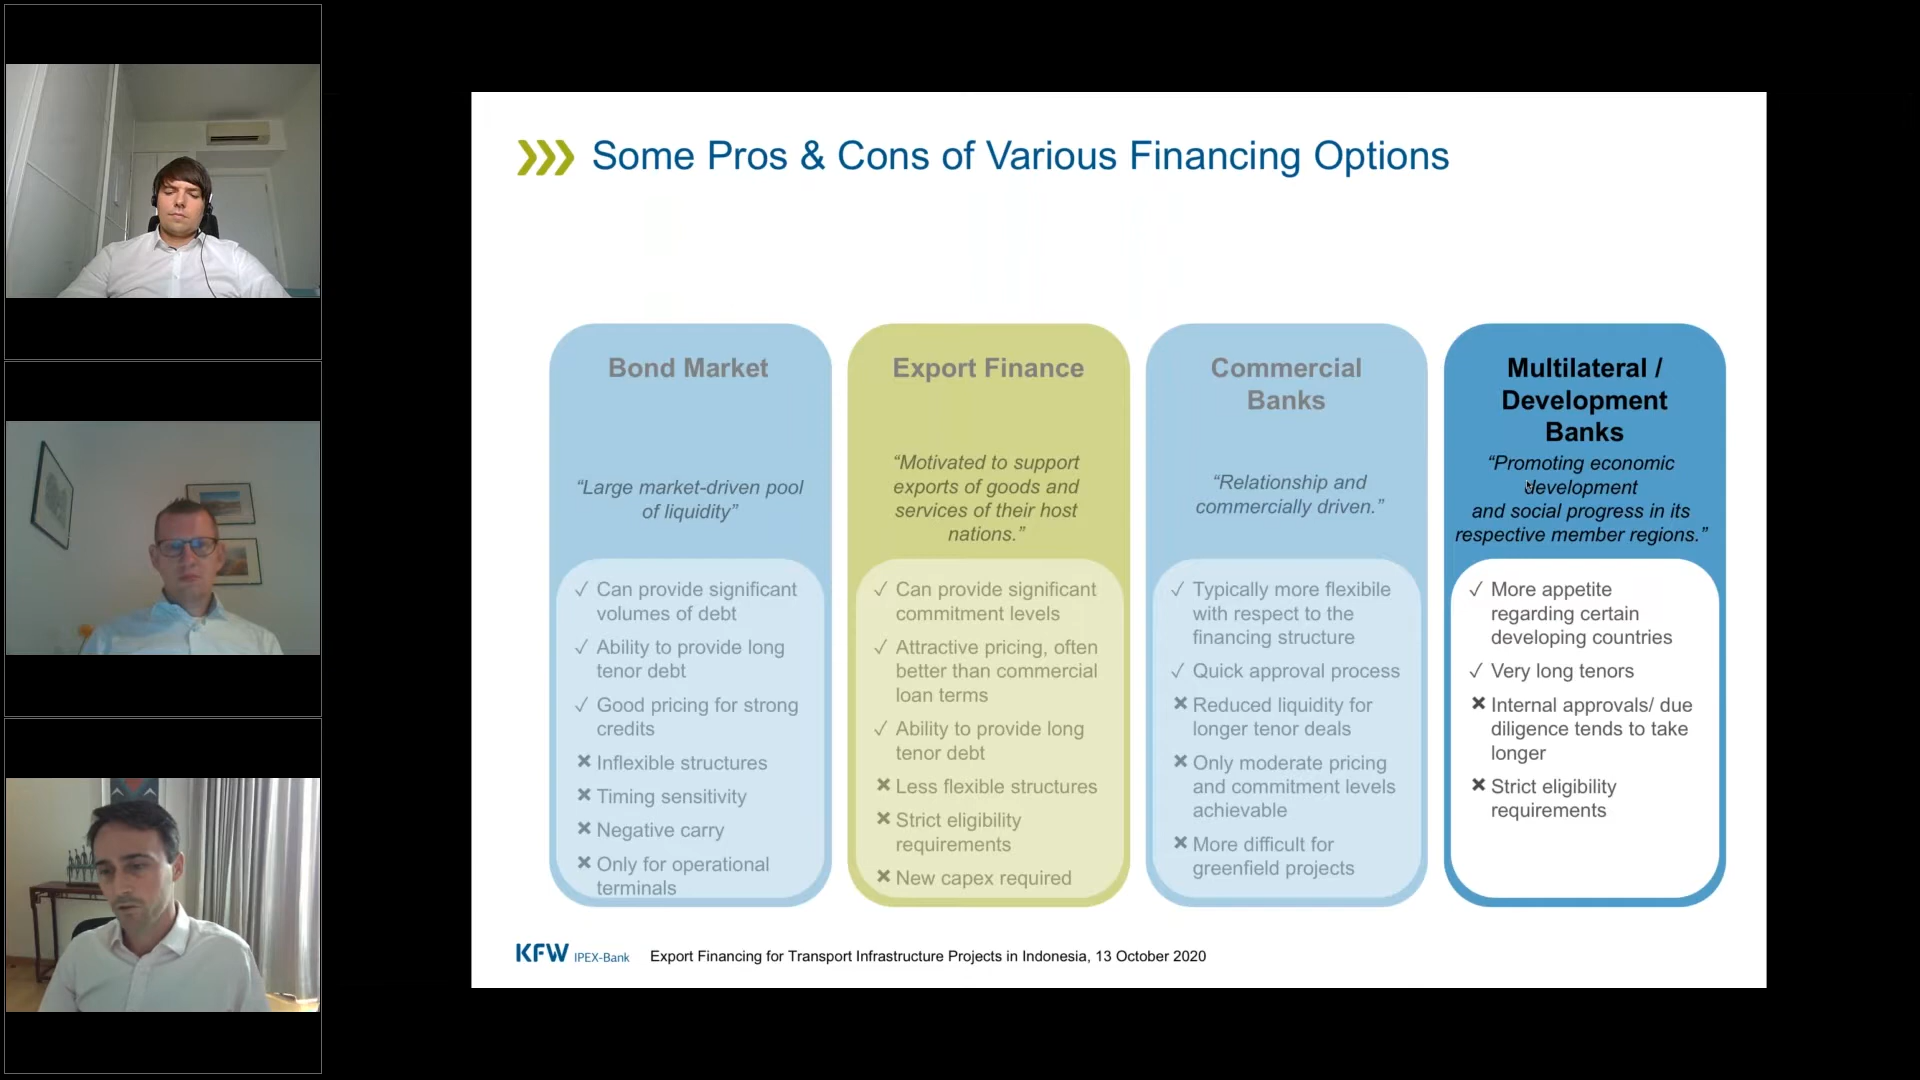 Some Pros & Cons of Various Financing Options
Bond Market
“Large market-driven pool
of liquidity”
✓ Can provide significant
volumes of debt
✓ Ability to provide long
tenor debt
✓ Good pricing for strong
credits
✕ Inflexible structures
✕ Timing sensitivity
✕ Negative carry
✕ Only for operational
terminals
Export Finance
“Motivated to support
exports of goods and
services of their host
nations.”
✓ Can provide significant
commitment levels
✓ Attractive pricing, often
better than commercial
loan terms
✓ Ability to provide long
tenor debt
✕ Less flexible structures
✕ Strict eligibility
requirements
✕ New capex required
Commercial
Banks
“Relationship and
commercially driven.”
✓ Typically more flexibile
with respect to the
financing structure
✓ Quick approval process
✕ Reduced liquidity for
longer tenor deals
✕ Only moderate pricing
and commitment levels
achievable
✕ More difficult for
greenfield projects
Multilateral /
Development
Banks
“Promoting economic
development
and social progress in its
respective member regions.”
✓ More appetite
regarding certain
developing countries
✓ Very long tenors
✕ Internal approvals/ due
diligence tends to take
longer
✕ Strict eligibility
requirements
KFW IPEX-Bank
Export Financing for Transport Infrastructure Projects in Indonesia, 13 October 2020